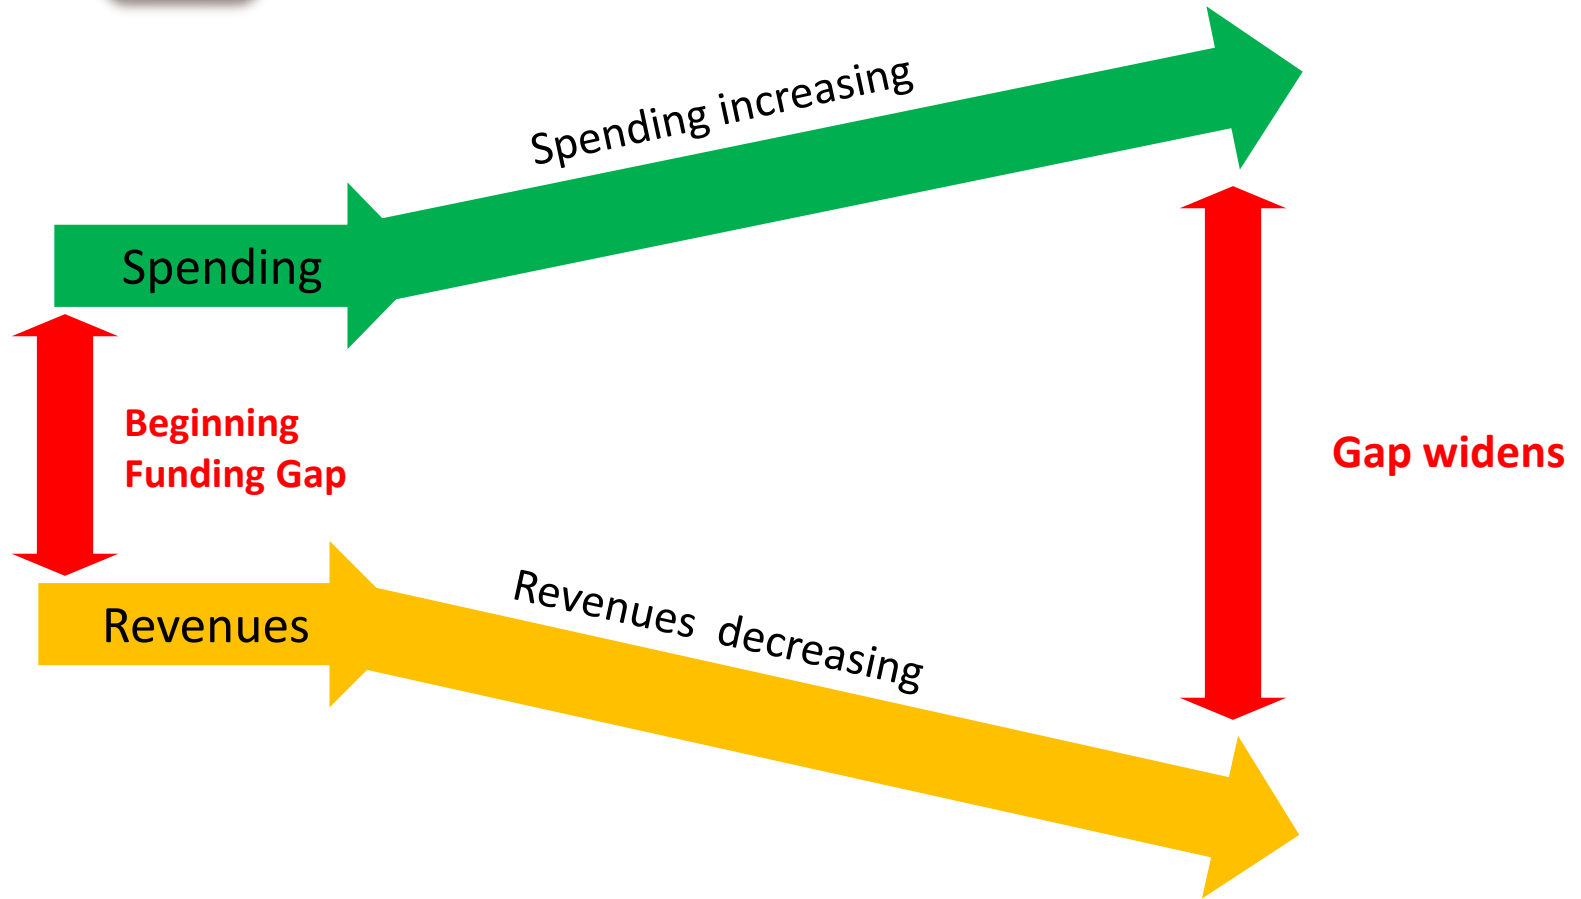 Spending increasing
Spending
Beginning
Funding Gap
Gap widens
Revenues decreasing
Revenues